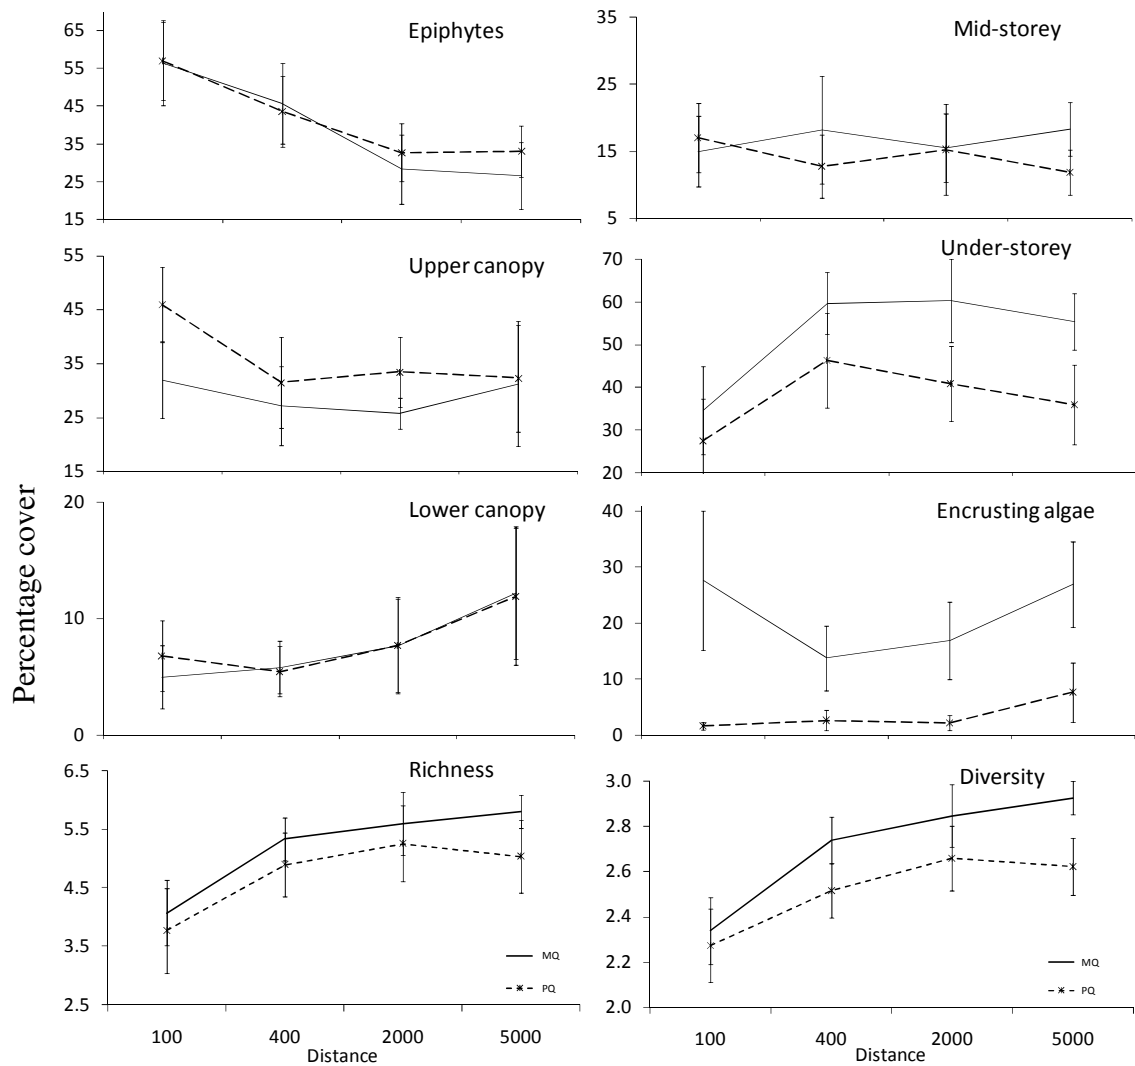 Percentage cover
Epiphytes
65
55
45
35
25
15
Mid-storey
35
25
15
5
Upper canopy
55
45
35
25
15
Under-storey
70
60
50
40
30
20
Lower canopy
20
10
0
Encrusting algae
40
30
20
10
0
Richness
6.5
5.5
4.5
3.5
2.5
MQ
PQ
100 400 2000 5000
Distance
Diversity
3.0
2.8
2.6
2.4
2.2
2.0
MQ
PQ
100 400 2000 5000
Distance